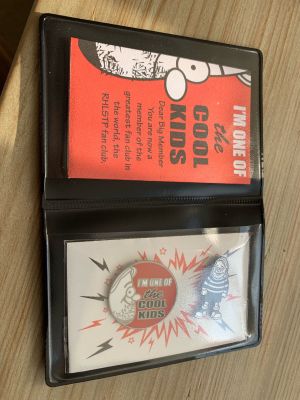 I'M ONE OF
the
COOL
KIDS
Dear Big Member
You are now a
member of the
greatest fan club in
the world, the
RHLSTP fan club,
I'M ONE OF
the
COOL
KIDS